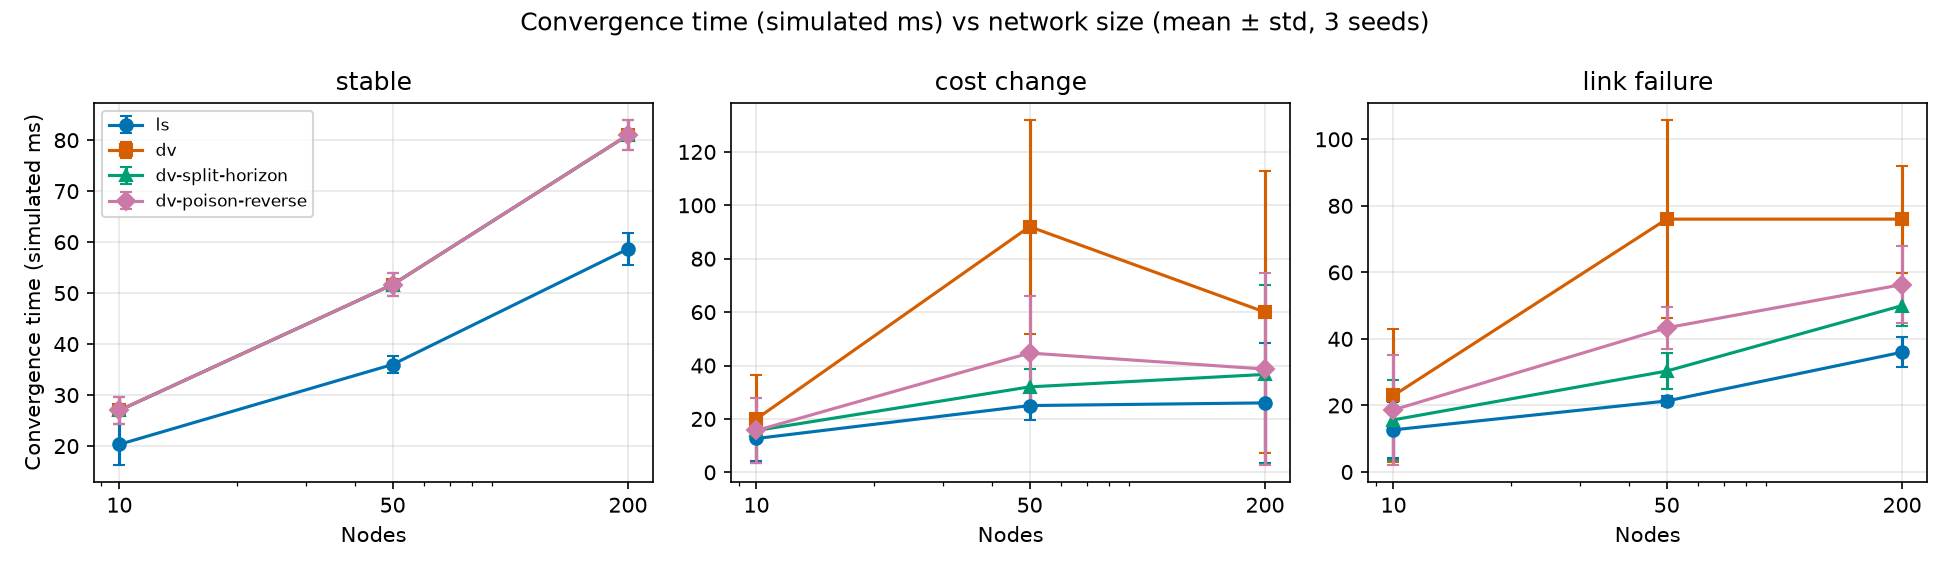 Convergence time (simulated ms) vs network size (mean ± std, 3 seeds)
stable
Convergence time (simulated ms)
80
70
60
50
40
30
20
ls
dv
dv-split-horizon
dv-poison-reverse
10
50
200
Nodes
cost change
120
100
80
60
40
20
0
10
50
200
Nodes
link failure
100
80
60
40
20
0
10
50
200
Nodes